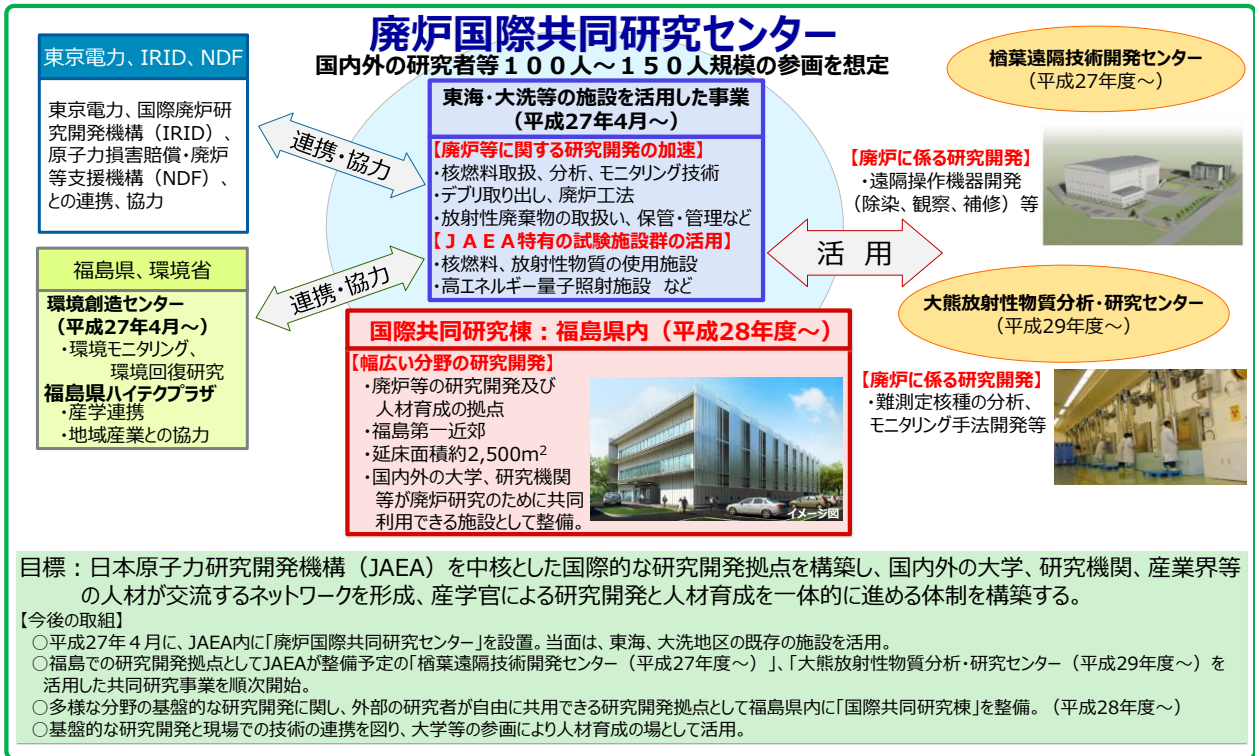 廃炉国際共同研究センター
国内外の研究者等１００人～１５０人規模の参画を想定
東京電力、IRID、NDF
東京電力、国際廃炉研
究開発機構（IRID）、
原子力損害賠償・廃炉
等支援機構（NDF）、
との連携、協力
連携・協力
福島県、環境省
環境創造センター
（平成27年4月～）
・環境モニタリング、
環境回復研究
福島県ハイテクプラザ
・産学連携
・地域産業との協力
連携・協力
東海・大洗等の施設を活用した事業
（平成27年4月～）
【廃炉等に関する研究開発の加速】
・核燃料取扱、分析、モニタリング技術
・デブリ取り出し、廃炉工法
・放射性廃棄物の取扱い、保管・管理など
【ＪＡＥＡ特有の試験施設群の活用】
・核燃料、放射性物質の使用施設
・高エネルギー量子照射施設 など
国際共同研究棟：福島県内（平成28年度～）
【幅広い分野の研究開発】
・廃炉等の研究開発及び
人材育成の拠点
・福島第一近郊
・延床面積約2,500m²
・国内外の大学、研究機関
等が廃炉研究のために共同
利用できる施設として整備。
イメージ図
活 用
楢葉遠隔技術開発センター
（平成27年度～）
【廃炉に係る研究開発】
・遠隔操作機器開発
（除染、観察、補修）等
大熊放射性物質分析・研究センター
（平成29年度～）
【廃炉に係る研究開発】
・難測定核種の分析、
モニタリング手法開発等
目標：日本原子力研究開発機構（JAEA）を中核とした国際的な研究開発拠点を構築し、国内外の大学、研究機関、産業界等
の人材が交流するネットワークを形成、産学官による研究開発と人材育成を一体的に進める体制を構築する。
【今後の取組】
○平成27年４月に、JAEA内に「廃炉国際共同研究センター」を設置。当面は、東海、大洗地区の既存の施設を活用。
○福島での研究開発拠点としてJAEAが整備予定の「楢葉遠隔技術開発センター（平成27年度～）」、「大熊放射性物質分析・研究センター（平成29年度～）を
活用した共同研究事業を順次開始。
○多様な分野の基盤的な研究開発に関し、外部の研究者が自由に共用できる研究開発拠点として福島県内に「国際共同研究棟」を整備。（平成28年度～）
○基盤的な研究開発と現場での技術の連携を図り、大学等の参画により人材育成の場として活用。